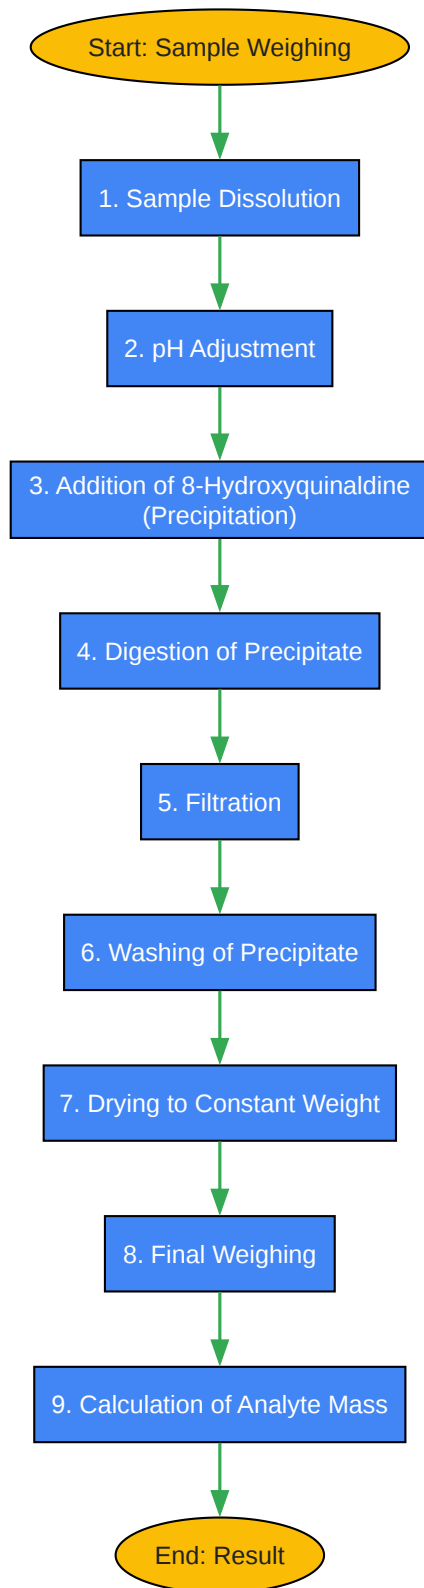 Start: Sample Weighing
1. Sample Dissolution
2. pH Adjustment
3. Addition of 8-Hydroxyquinaldine
(Precipitation)
4. Digestion of Precipitate
5. Filtration
6. Washing of Precipitate
7. Drying to Constant Weight
8. Final Weighing
9. Calculation of Analyte Mass
End: Result